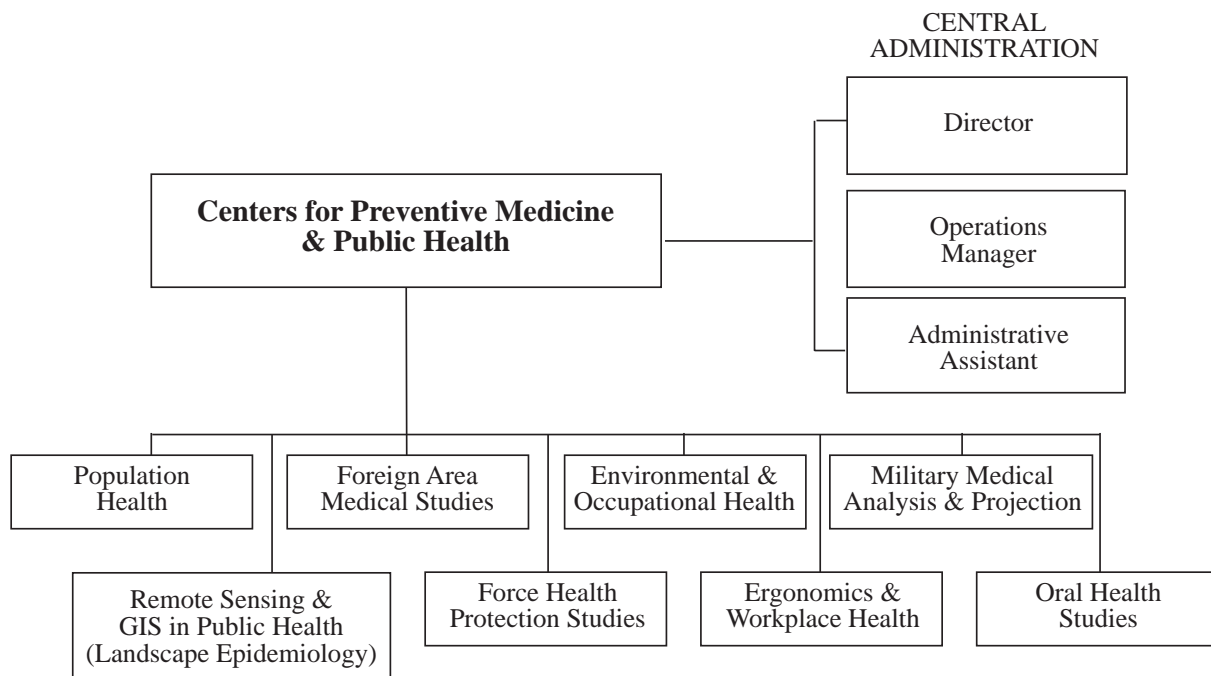 CENTRAL
ADMINISTRATION
Director
Centers for Preventive Medicine
& Public Health
Operations
Manager
Administrative
Assistant
Population
Health
Foreign Area
Medical Studies
Environmental &
Occupational Health
Military Medical
Analysis & Projection
Remote Sensing &
GIS in Public Health
(Landscape Epidemiology)
Force Health
Protection Studies
Ergonomics &
Workplace Health
Oral Health
Studies